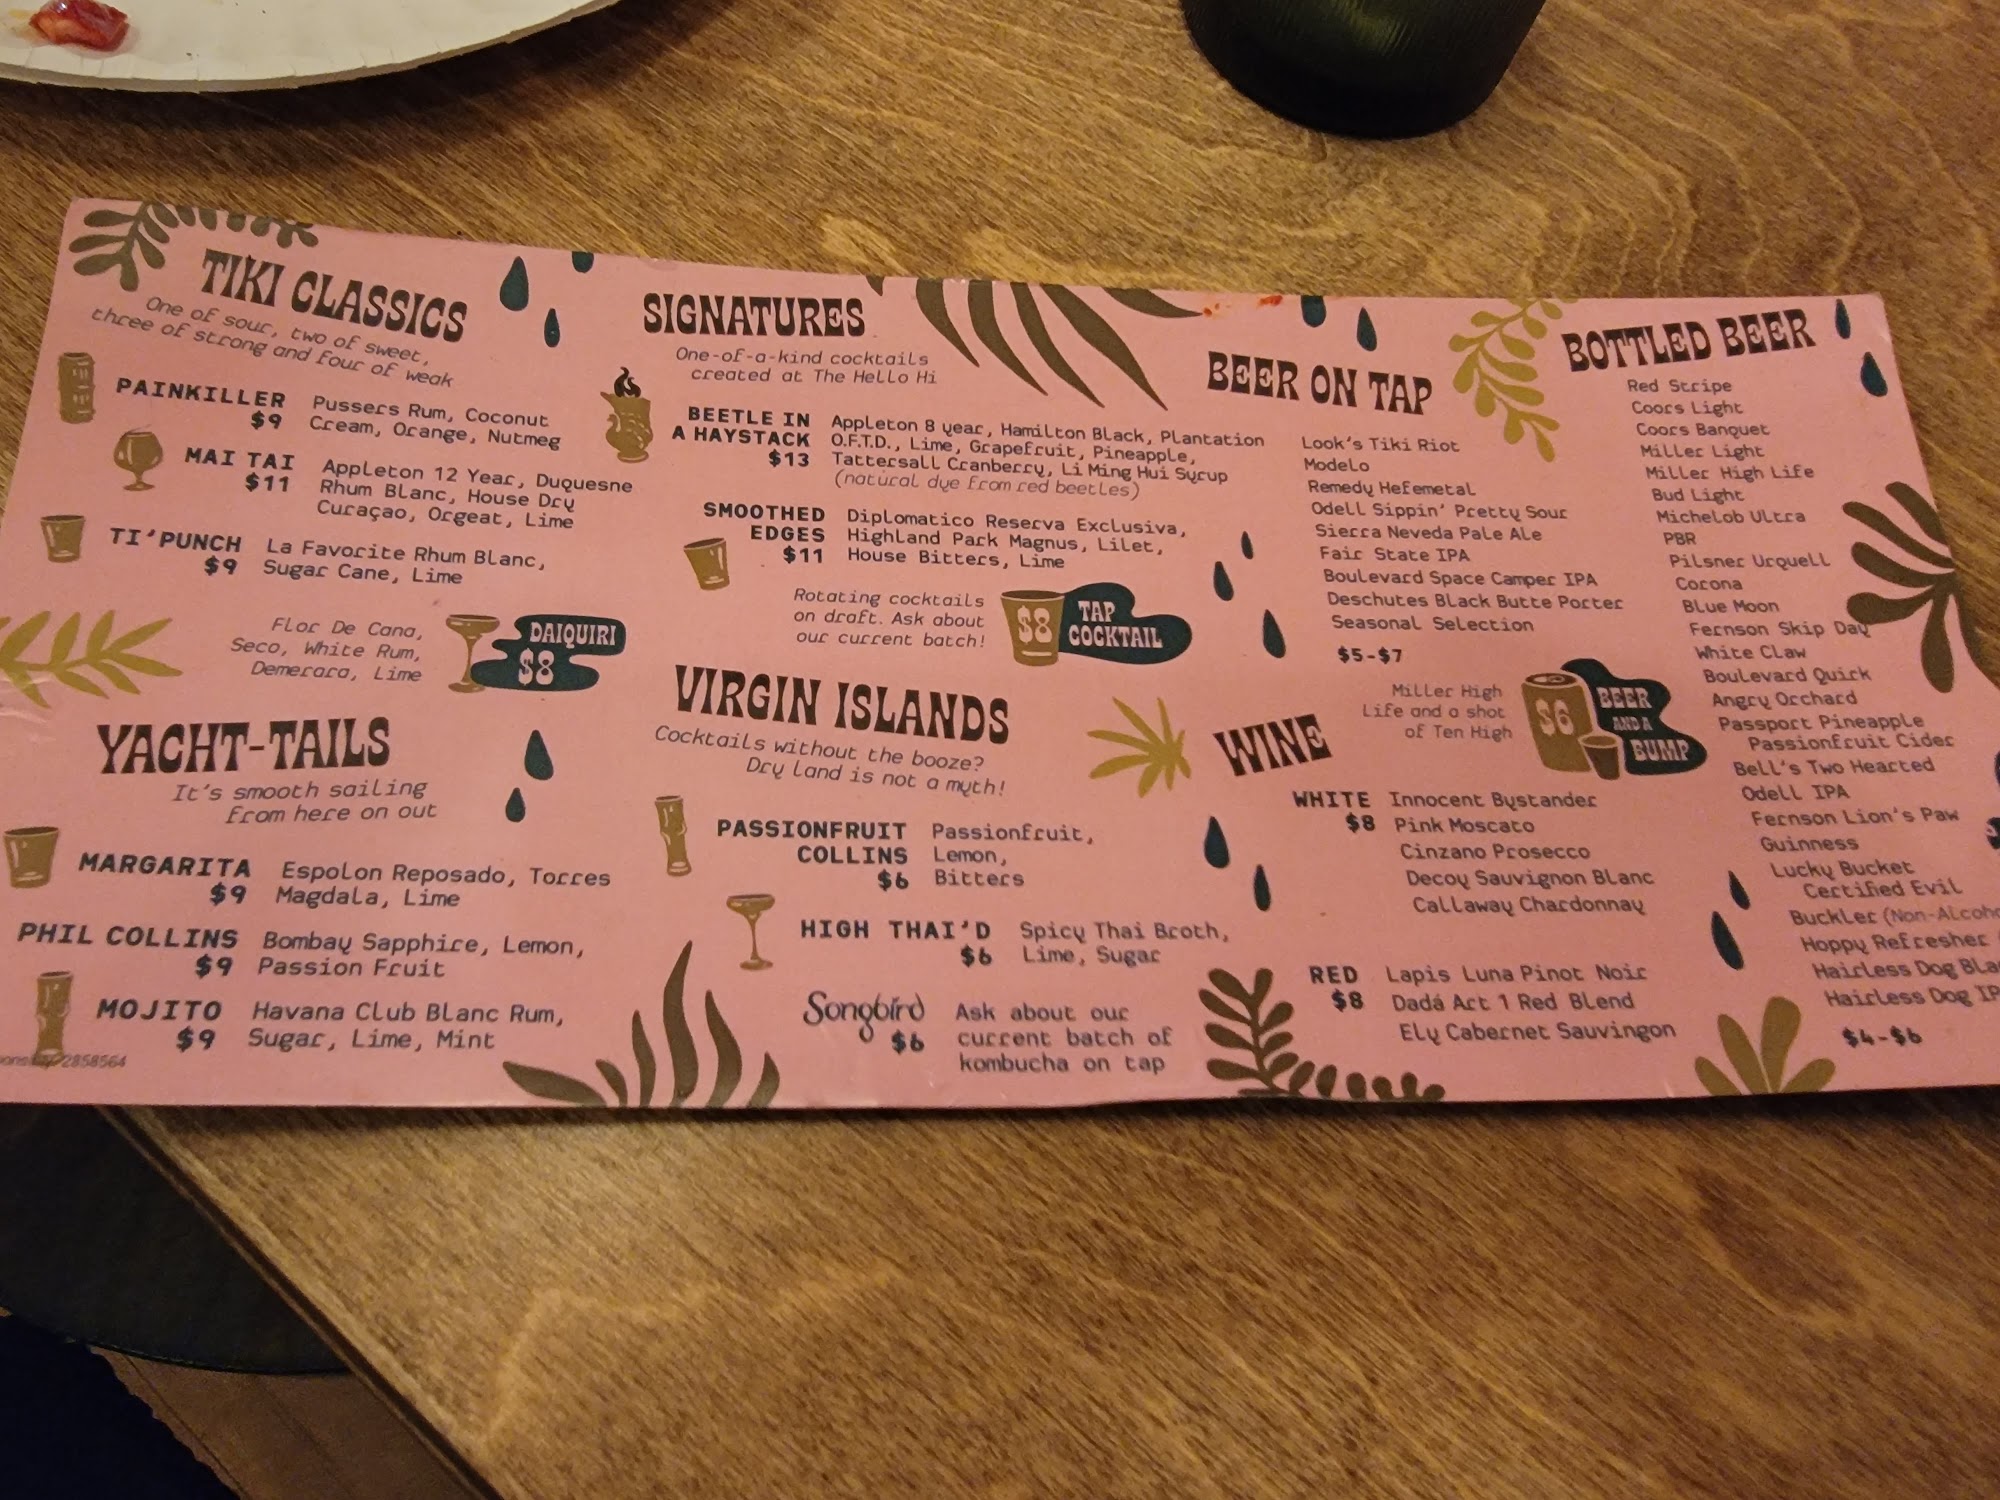 TIKI CLASSICS
One of sour, two of sweet,
three of strong and four of weak
PAINKILLER
$9
Pussers Rum, Coconut
Cream, Orange, Nutmeg
MAI TAI
$11
Appleton 12 Year, Duquesne
Rhum Blanc, House Dry
Curaçao, Orgeat, Lime
TI'PUNCH
$9
La Favorite Rhum Blanc,
Sugar Cane, Lime
Flor De Cana,
Seco, White Rum,
Demerara, Lime
DAIQUIRI
$8
YACHT-TAILS
It's smooth sailing
from here on out
MARGARITA
$9
Espolon Reposado, Torres
Magdala, Lime
PHIL COLLINS
$9
Bombay Sapphire, Lemon,
Passion Fruit
MOJITO
$9
Havana Club Blanc Rum,
Sugar, Lime, Mint
2858564
SIGNATURES
One-of-a-kind cocktails
created at The Hello Hi
BEETLE IN
A HAYSTACK
$13
Appleton 8 year, Hamilton Black, Plantation
O.F.T.D., Lime, Grapefruit, Pineapple,
Tattersall Cranberry, Li Ming Hui Syrup
(natural dye from red beetles)
SMOOTHED
EDGES
$11
Diplomatico Reserva Exclusiva,
Highland Park Magnus, Lilet,
House Bitters, Lime
Rotating cocktails
on draft. Ask about
our current batch!
$8
TAP
COCKTAIL
VIRGIN ISLANDS
Cocktails without the booze?
Dry land is not a myth!
PASSIONFRUIT
COLLINS
$6
Passionfruit,
Lemon,
Bitters
HIGH THAI'D
$6
Spicy Thai Broth,
Lime, Sugar
Songbird
$6
Ask about our
current batch of
kombucha on tap
BEER ON TAP
Look's Tiki Riot
Modelo
Remedy Hefemetal
Odell Sippin' Pretty Sour
Sierra Neveda Pale Ale
Fair State IPA
Boulevard Space Camper IPA
Deschutes Black Butte Porter
Seasonal Selection
$5-$7
Miller High
Life and a shot
of Ten High
$6
BEER
AND A
BUMP
WINE
WHITE
$8
Innocent Bystander
Pink Moscato
Cinzano Prosecco
Decoy Sauvignon Blanc
Callaway Chardonnay
RED
$8
Lapis Luna Pinot Noir
Dadá Art 1 Red Blend
Ely Cabernet Sauvingon
BOTTLED BEER
Red Stripe
Coors Light
Coors Banquet
Miller Light
Miller High Life
Bud Light
Michelob Ultra
PBR
Pilsner Urquell
Corona
Blue Moon
Fernson Skip Day
White Claw
Boulevard Quirk
Angry Orchard
Passport Pineapple
Passionfruit Cider
Bell's Two Hearted
Odell IPA
Fernson Lion's Paw
Guinness
Lucky Bucket
Certified Evil
Buckler (Non-Alcoho
Hoppy Refresher
Hairless Dog Bla
Hairless Dog IP
$4-$6